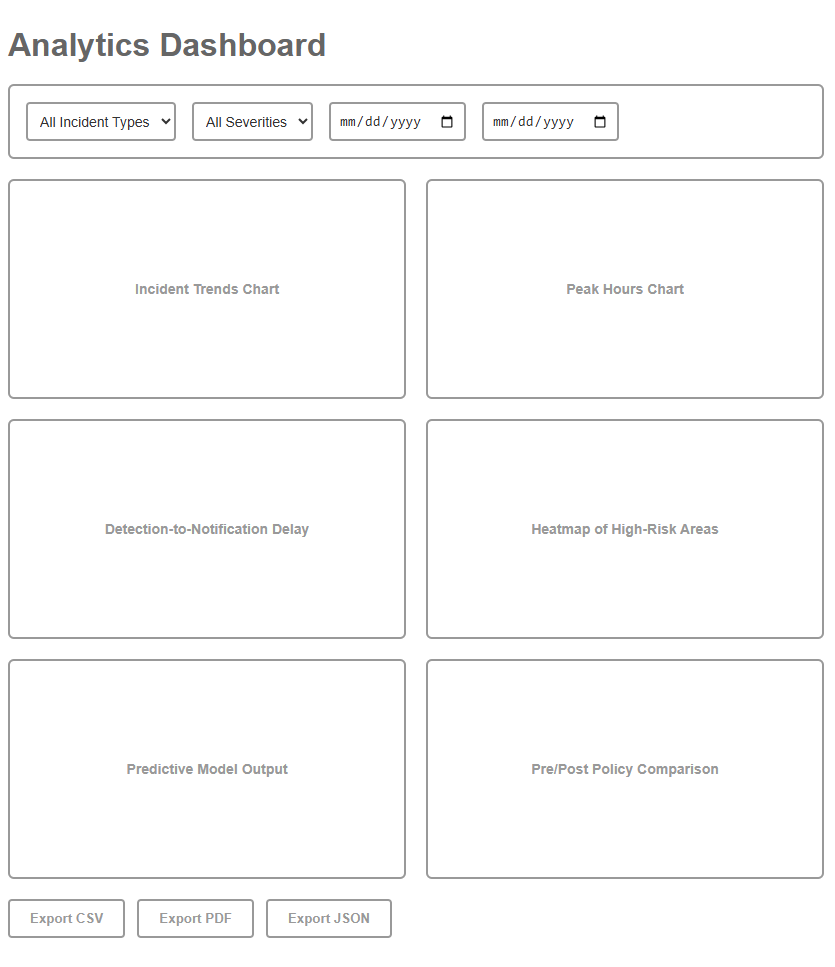 Analytics Dashboard
All Incident Types All Severities mm/dd/yyyy mm/dd/yyyy
Incident Trends Chart
Peak Hours Chart
Detection-to-Notification Delay
Heatmap of High-Risk Areas
Predictive Model Output
Pre/Post Policy Comparison
Export CSV Export PDF Export JSON